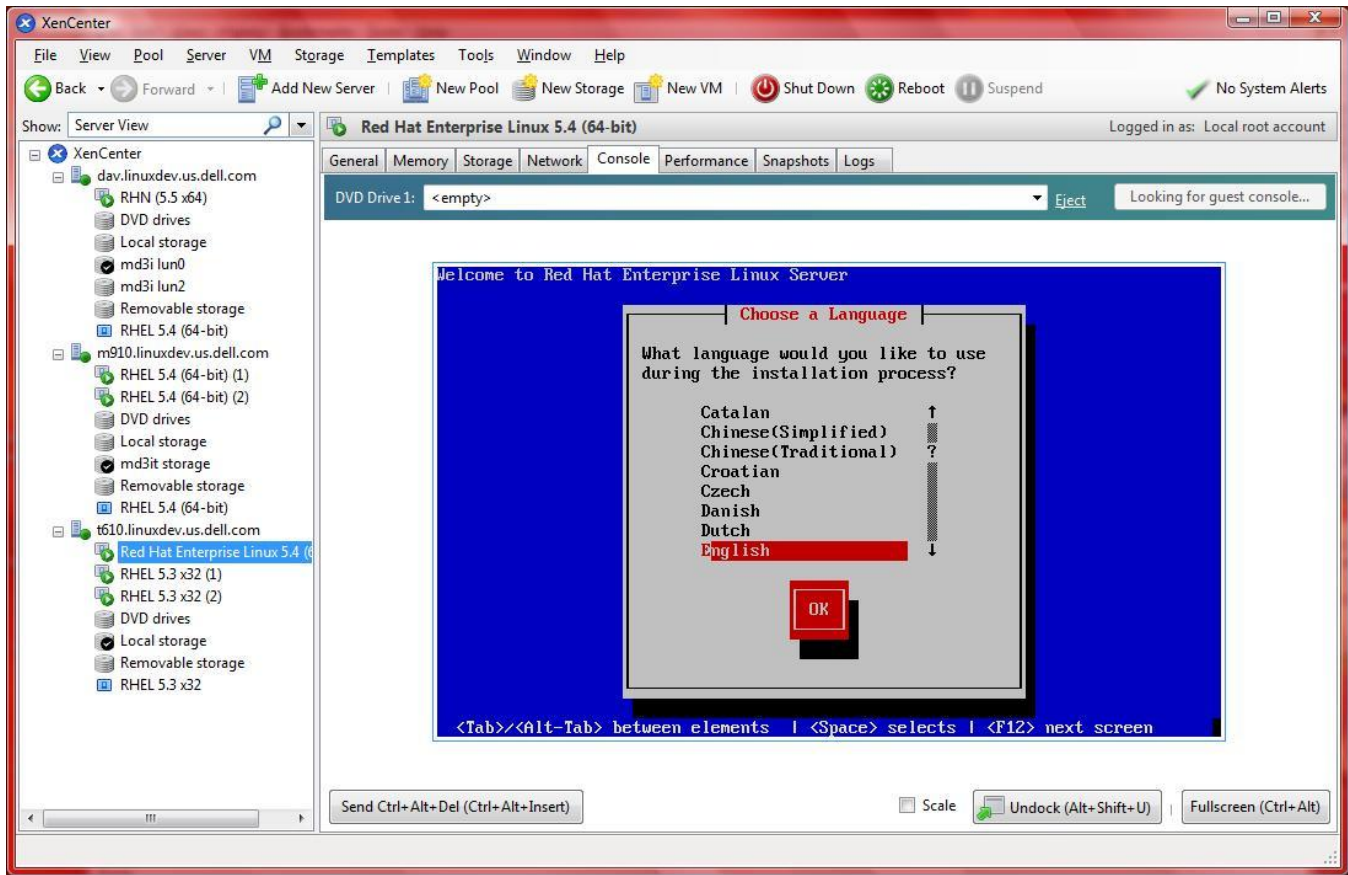 XenCenter
File View Pool Server VM Storage Templates Tools Window Help
Back Forward Add New Server New Pool New Storage New VM Shut Down Reboot Suspend No System Alerts
Show: Server View
Red Hat Enterprise Linux 5.4 (64-bit) Logged in as: Local root account
XenCenter
dav.linuxdev.us.dell.com
RHN (5.5 x64)
DVD drives
Local storage
md3i lun0
md3i lun2
Removable storage
RHEL 5.4 (64-bit)
m910.linuxdev.us.dell.com
RHEL 5.4 (64-bit) (1)
RHEL 5.4 (64-bit) (2)
DVD drives
Local storage
md3it storage
Removable storage
RHEL 5.4 (64-bit)
t610.linuxdev.us.dell.com
Red Hat Enterprise Linux 5.4 (6
RHEL 5.3 x32 (1)
RHEL 5.3 x32 (2)
DVD drives
Local storage
Removable storage
RHEL 5.3 x32
General Memory Storage Network Console Performance Snapshots Logs
DVD Drive 1: <empty> Eject Looking for guest console...
Welcome to Red Hat Enterprise Linux Server
Choose a Language
What language would you like to use
during the installation process?
Catalan ↑
Chinese(Simplified)
Chinese(Traditional) ?
Croatian
Czech
Danish
Dutch
English ↓
OK
<Tab>/<Alt-Tab> between elements | <Space> selects | <F12> next screen
Send Ctrl+Alt+Del (Ctrl+Alt+Insert) Scale Undock (Alt+Shift+U) Fullscreen (Ctrl+Alt)